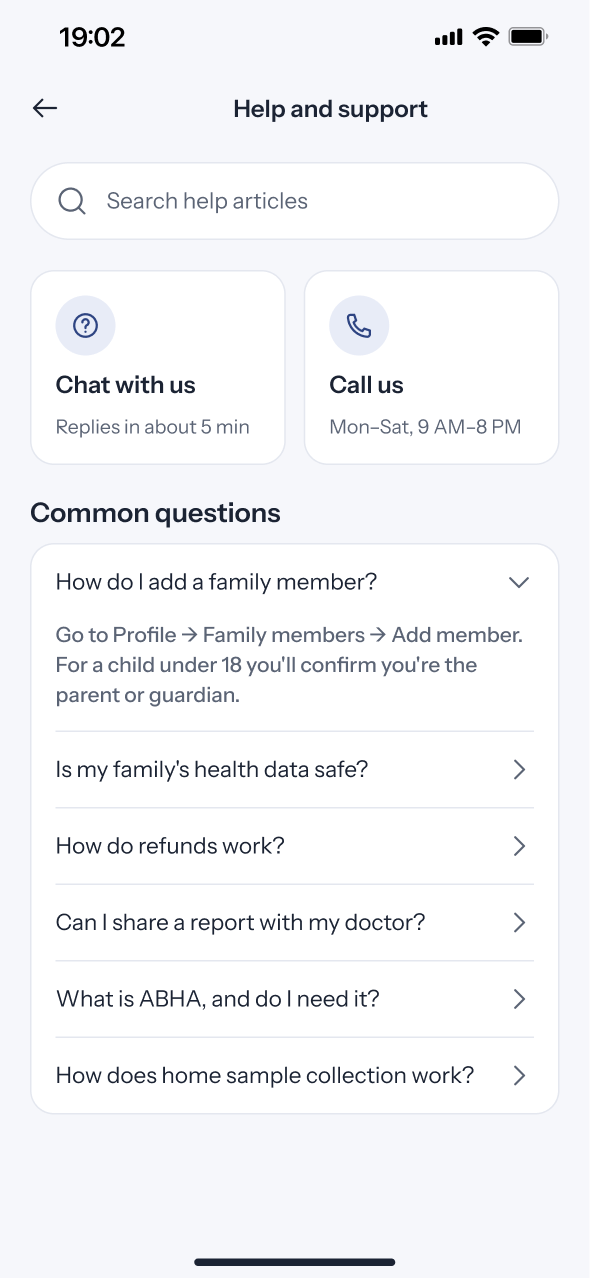 19:02
Help and support
Search help articles
Chat with us
Replies in about 5 min
Call us
Mon–Sat, 9 AM–8 PM
Common questions
How do I add a family member?
Go to Profile → Family members → Add member.
For a child under 18 you'll confirm you're the
parent or guardian.
Is my family's health data safe?
How do refunds work?
Can I share a report with my doctor?
What is ABHA, and do I need it?
How does home sample collection work?